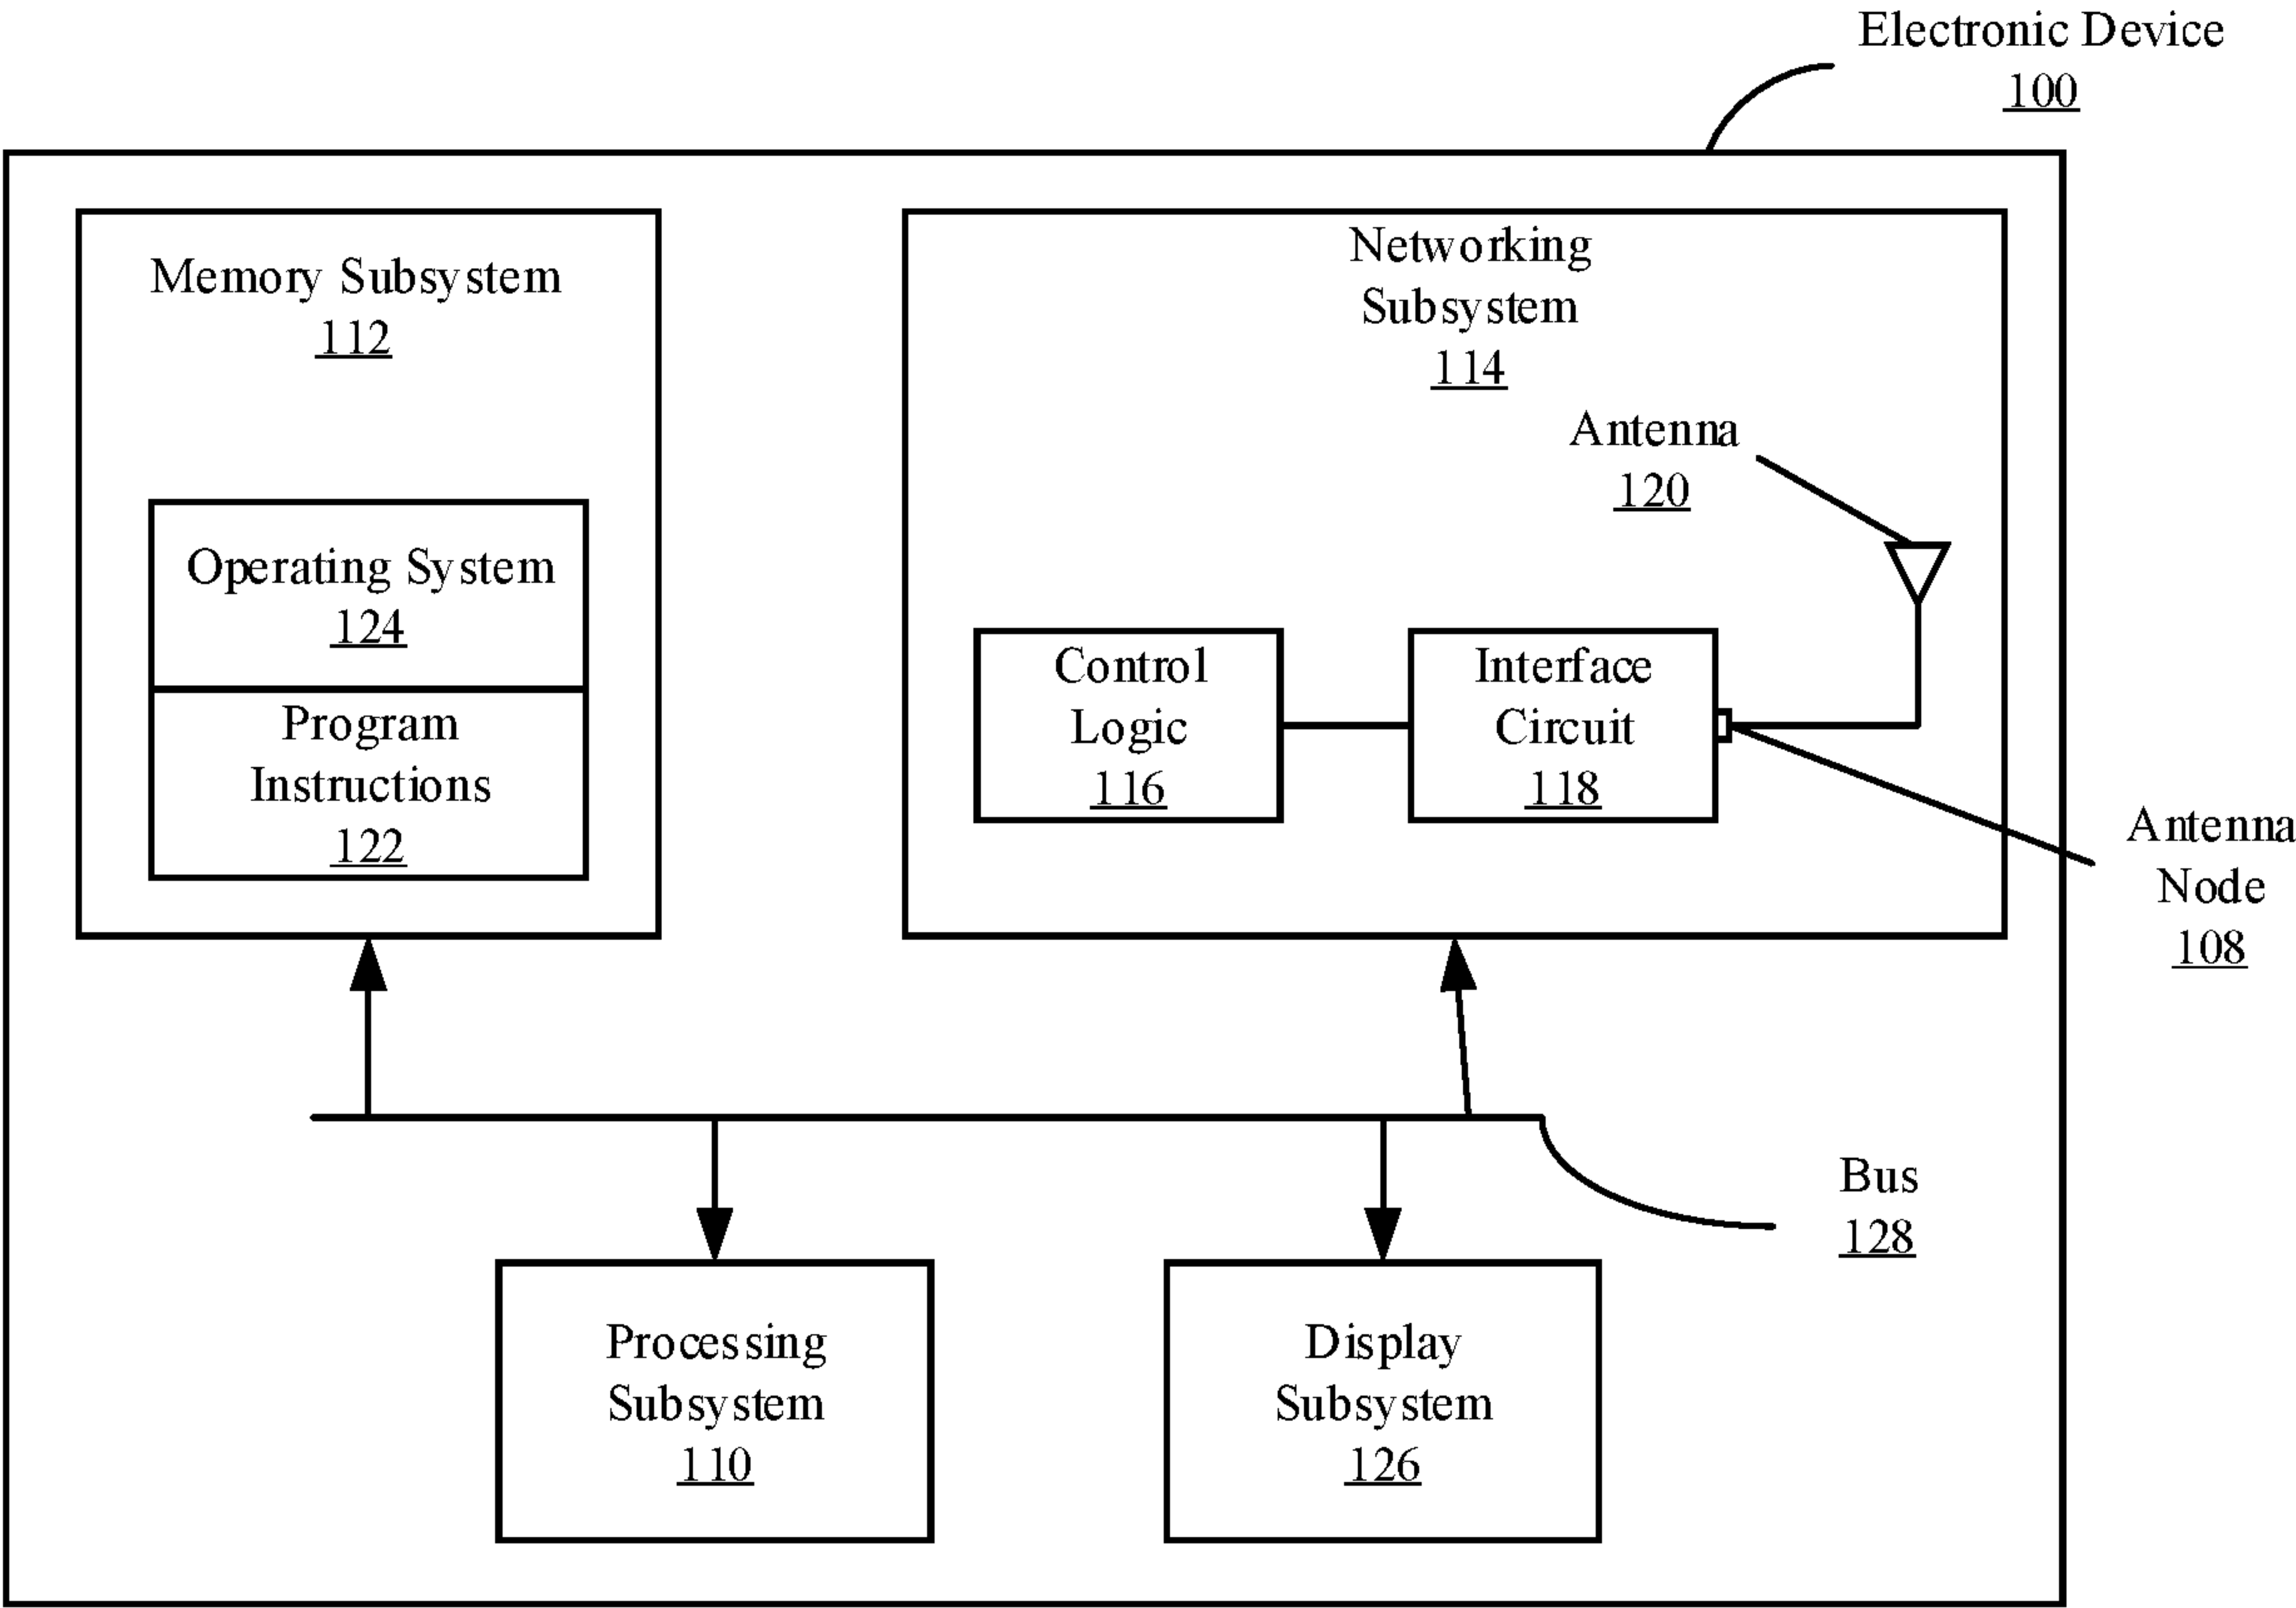 Electronic Device
100
Memory Subsystem
112
Operating System
124
Program
Instructions
122
Networking
Subsystem
114
Antenna
120
Control
Logic
116
Interface
Circuit
118
Antenna
Node
108
Bus
128
Processing
Subsystem
110
Display
Subsystem
126